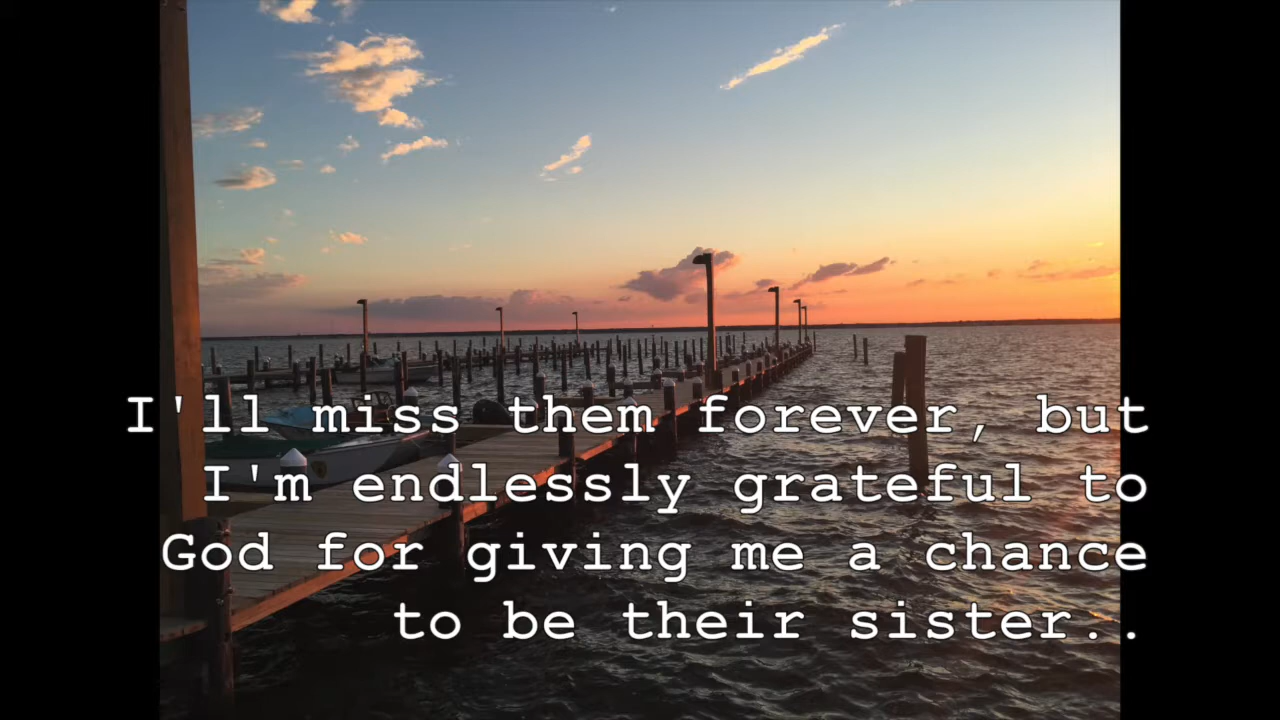 I'll miss them forever, but
I'm endlessly grateful to
God for giving me a chance
to be their sister..